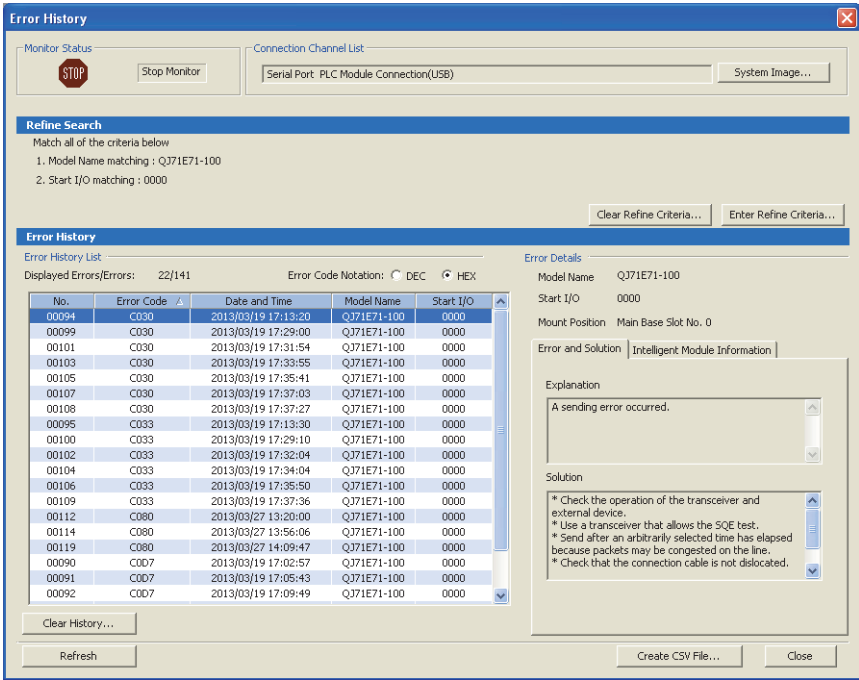 Error History
Monitor Status
STOP
Stop Monitor
Connection Channel List
Serial Port PLC Module Connection(USB)
System Image...
Refine Search
Match all of the criteria below
1. Model Name matching : QJ71E71-100
2. Start I/O matching : 0000
Clear Refine Criteria...
Enter Refine Criteria...
Error History
Error History List
Displayed Errors/Errors: 22/141
Error Code Notation: DEC HEX
No. Error Code Date and Time Model Name Start I/O
00094 C030 2013/03/19 17:13:20 QJ71E71-100 0000
00099 C030 2013/03/19 17:29:00 QJ71E71-100 0000
00101 C030 2013/03/19 17:31:54 QJ71E71-100 0000
00103 C030 2013/03/19 17:33:55 QJ71E71-100 0000
00105 C030 2013/03/19 17:35:41 QJ71E71-100 0000
00107 C030 2013/03/19 17:37:03 QJ71E71-100 0000
00108 C030 2013/03/19 17:37:27 QJ71E71-100 0000
00095 C033 2013/03/19 17:13:30 QJ71E71-100 0000
00100 C033 2013/03/19 17:29:10 QJ71E71-100 0000
00102 C033 2013/03/19 17:32:04 QJ71E71-100 0000
00104 C033 2013/03/19 17:34:04 QJ71E71-100 0000
00106 C033 2013/03/19 17:35:50 QJ71E71-100 0000
00109 C033 2013/03/19 17:37:36 QJ71E71-100 0000
00112 C080 2013/03/27 13:20:00 QJ71E71-100 0000
00114 C080 2013/03/27 13:56:06 QJ71E71-100 0000
00119 C080 2013/03/27 14:09:47 QJ71E71-100 0000
00090 C0D7 2013/03/19 17:02:57 QJ71E71-100 0000
00091 C0D7 2013/03/19 17:05:43 QJ71E71-100 0000
00092 C0D7 2013/03/19 17:09:49 QJ71E71-100 0000
Clear History...
Error Details
Model Name QJ71E71-100
Start I/O 0000
Mount Position Main Base Slot No. 0
Error and Solution
Intelligent Module Information
Explanation
A sending error occurred.
Solution
* Check the operation of the transceiver and
external device.
* Use a transceiver that allows the SQE test.
* Send after an arbitrarily selected time has elapsed
because packets may be congested on the line.
* Check that the connection cable is not dislocated.
Refresh
Create CSV File...
Close